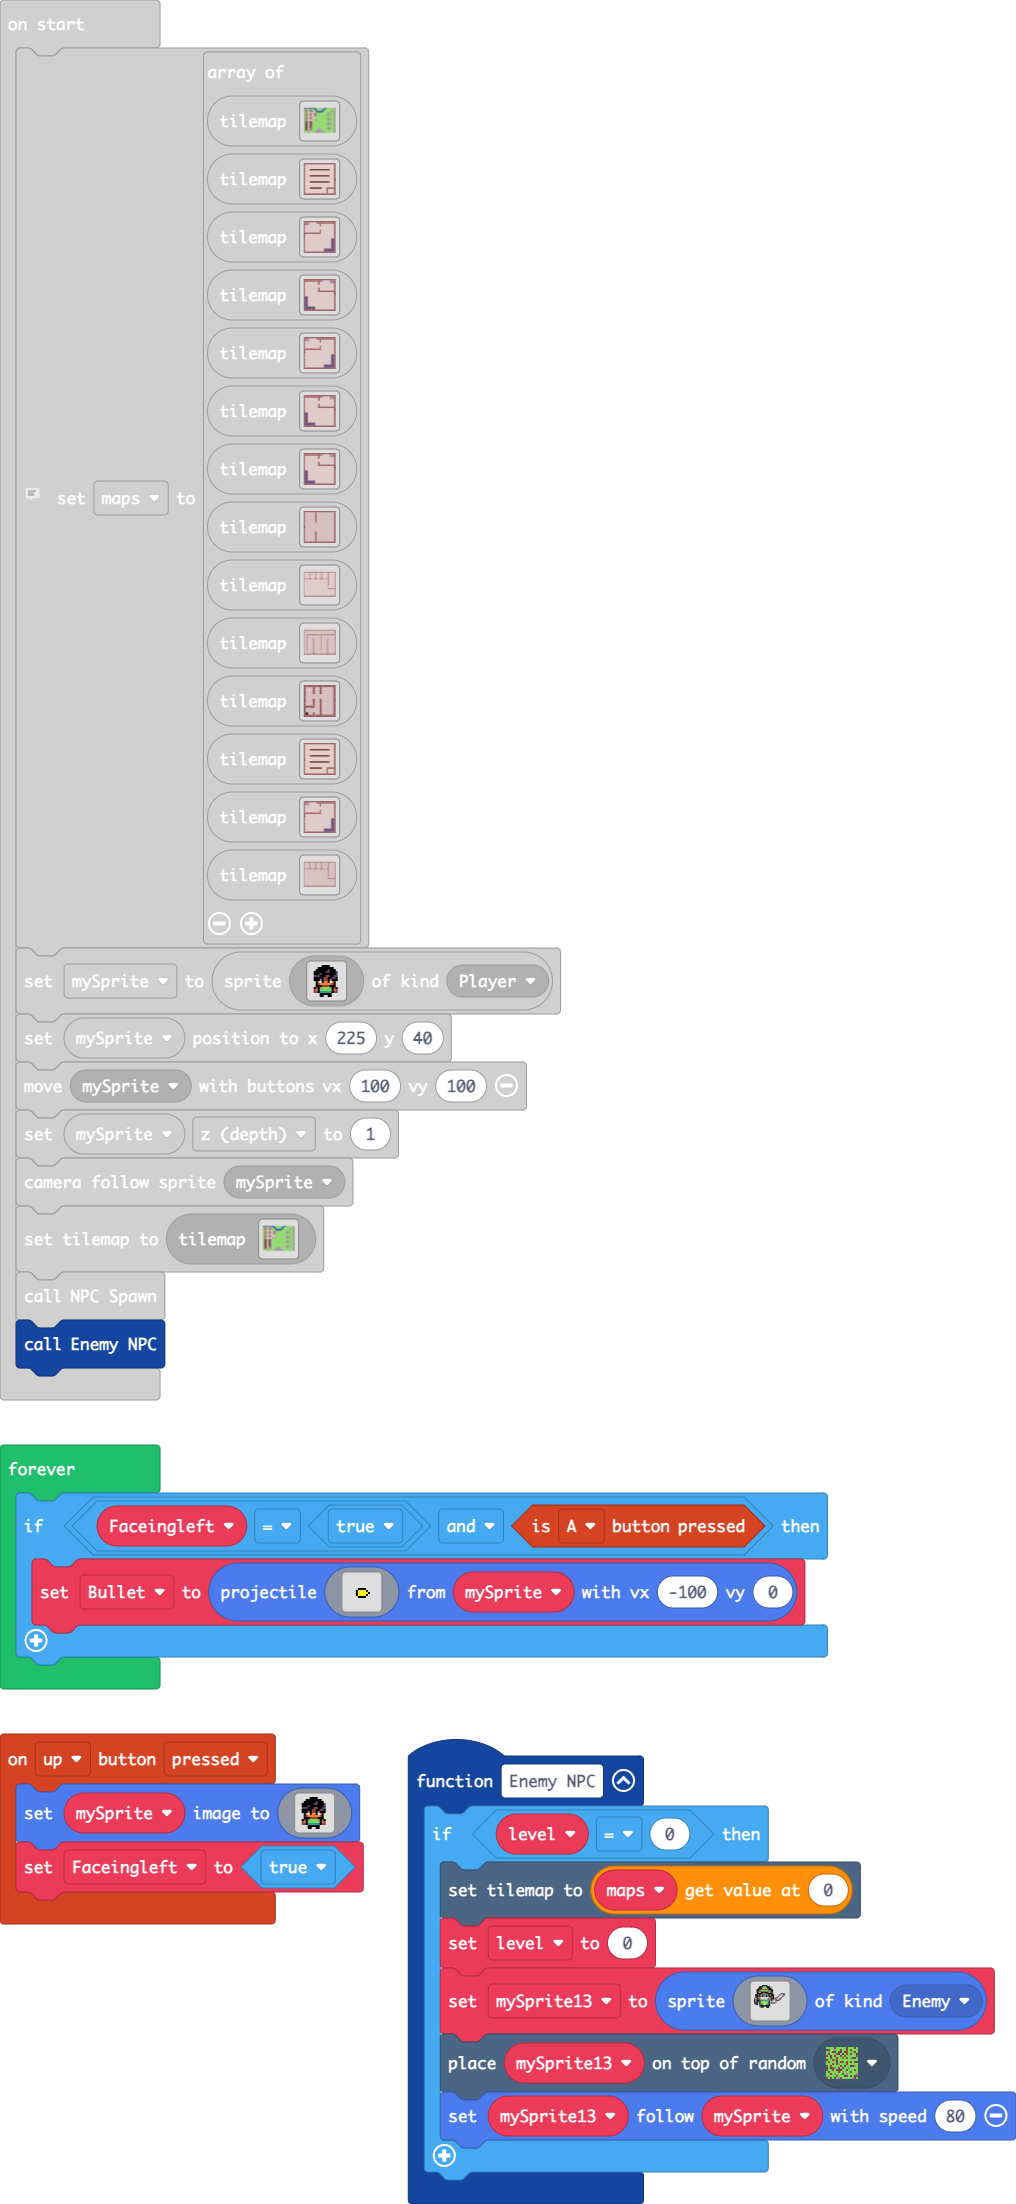 on start
array of
tilemap
tilemap
tilemap
tilemap
tilemap
tilemap
tilemap
set maps to
tilemap
tilemap
tilemap
tilemap
tilemap
tilemap
tilemap
set mySprite to sprite of kind Player
set mySprite position to x 225 y 40
move mySprite with buttons vx 100 vy 100
set mySprite z (depth) to 1
camera follow sprite mySprite
set tilemap to tilemap
call NPC Spawn
call Enemy NPC
forever
if Faceingleft = true and is A button pressed then
set Bullet to projectile from mySprite with vx -100 vy 0
on up button pressed
set mySprite image to
set Faceingleft to true
function Enemy NPC
if level = 0 then
set tilemap to maps get value at 0
set level to 0
set mySprite13 to sprite of kind Enemy
place mySprite13 on top of random
set mySprite13 follow mySprite with speed 80